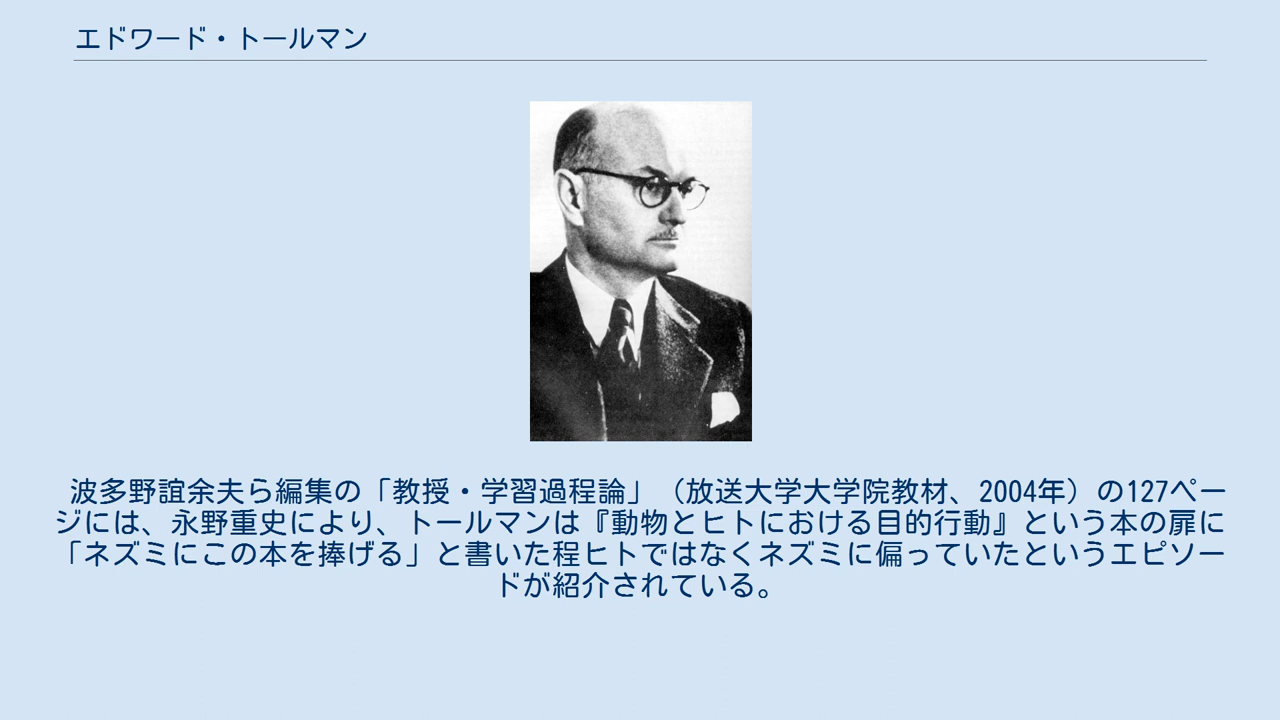 エドワード・トールマン
波多野誼余夫ら編集の「教授・学習過程論」（放送大学大学院教材、2004年）の127ペー
ジには、永野重史により、トールマンは『動物とヒトにおける目的行動』という本の扉に
「ネズミにこの本を捧げる」と書いた程ヒトではなくネズミに偏っていたというエピソー
ドが紹介されている。